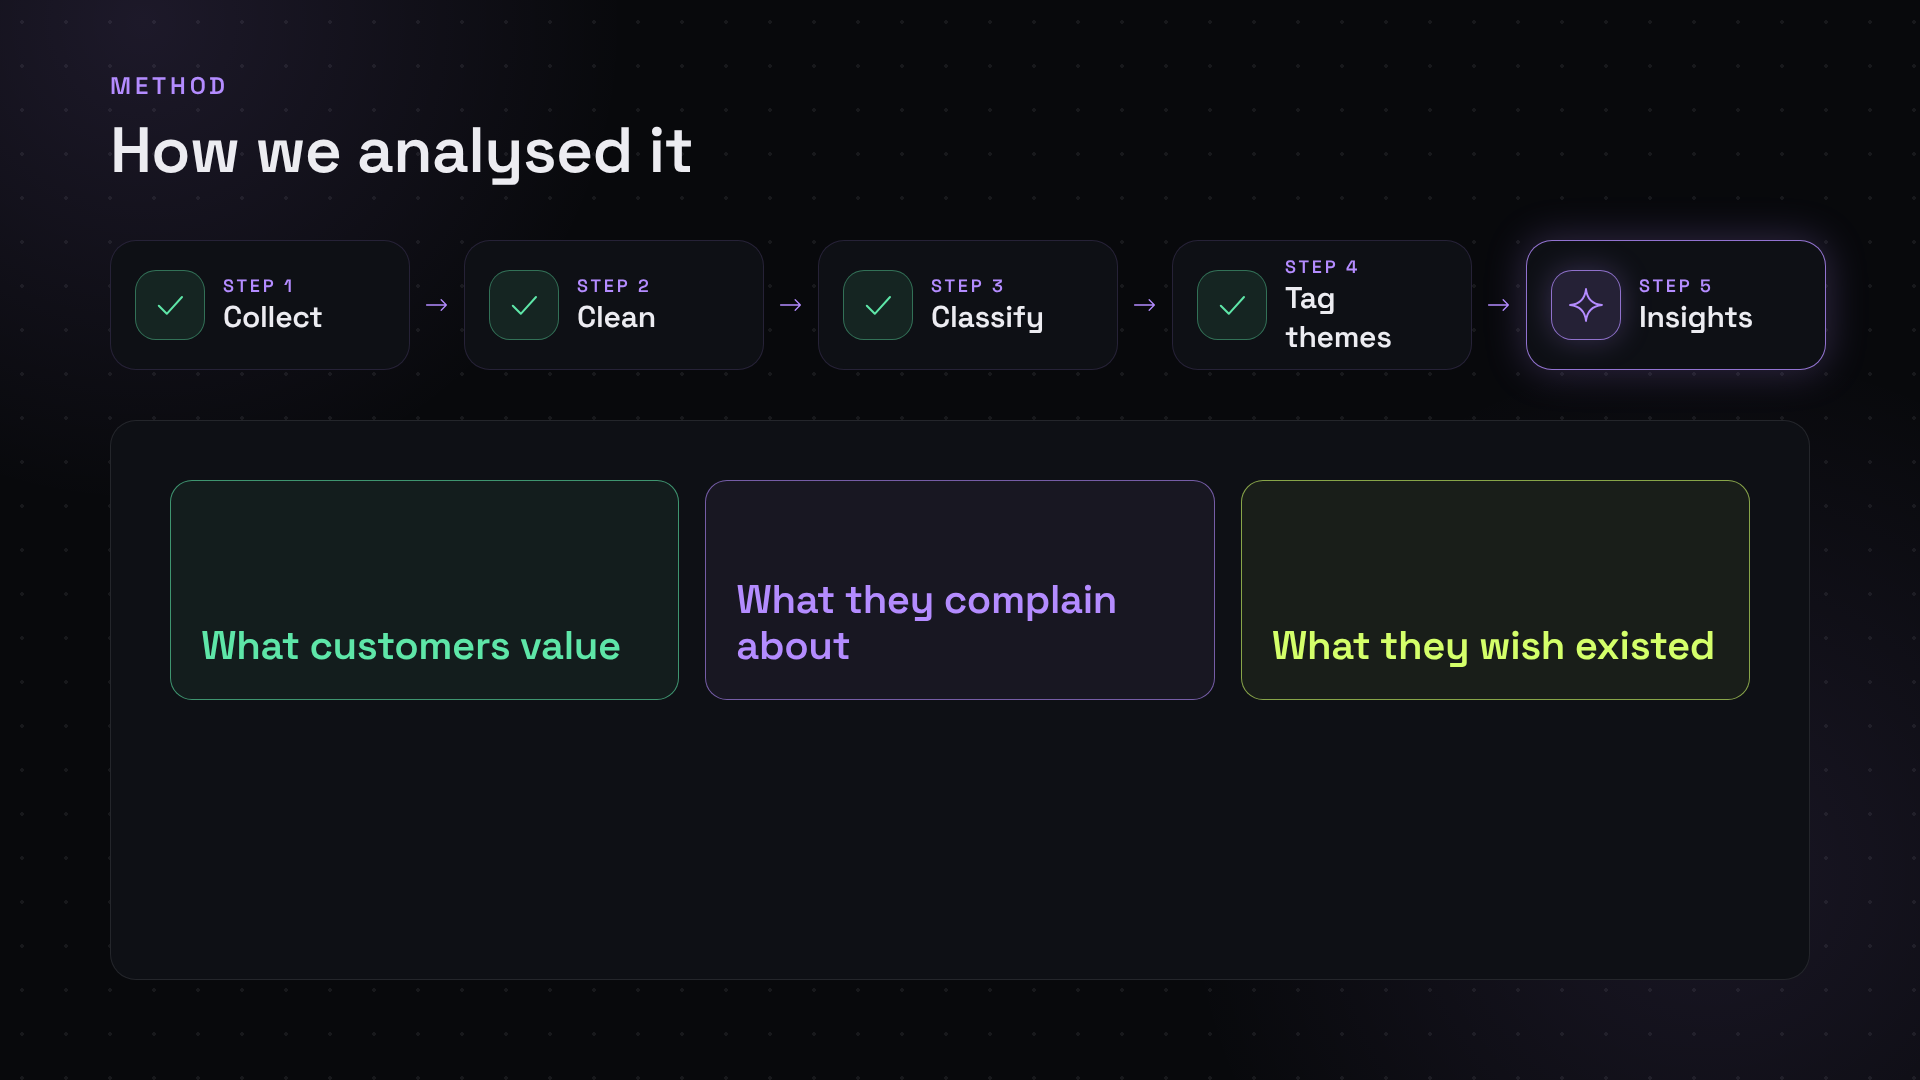 METHOD
How we analysed it
STEP 1
Collect
STEP 2
Clean
STEP 3
Classify
STEP 4
Tag
themes
STEP 5
Insights
What customers value
What they complain
about
What they wish existed